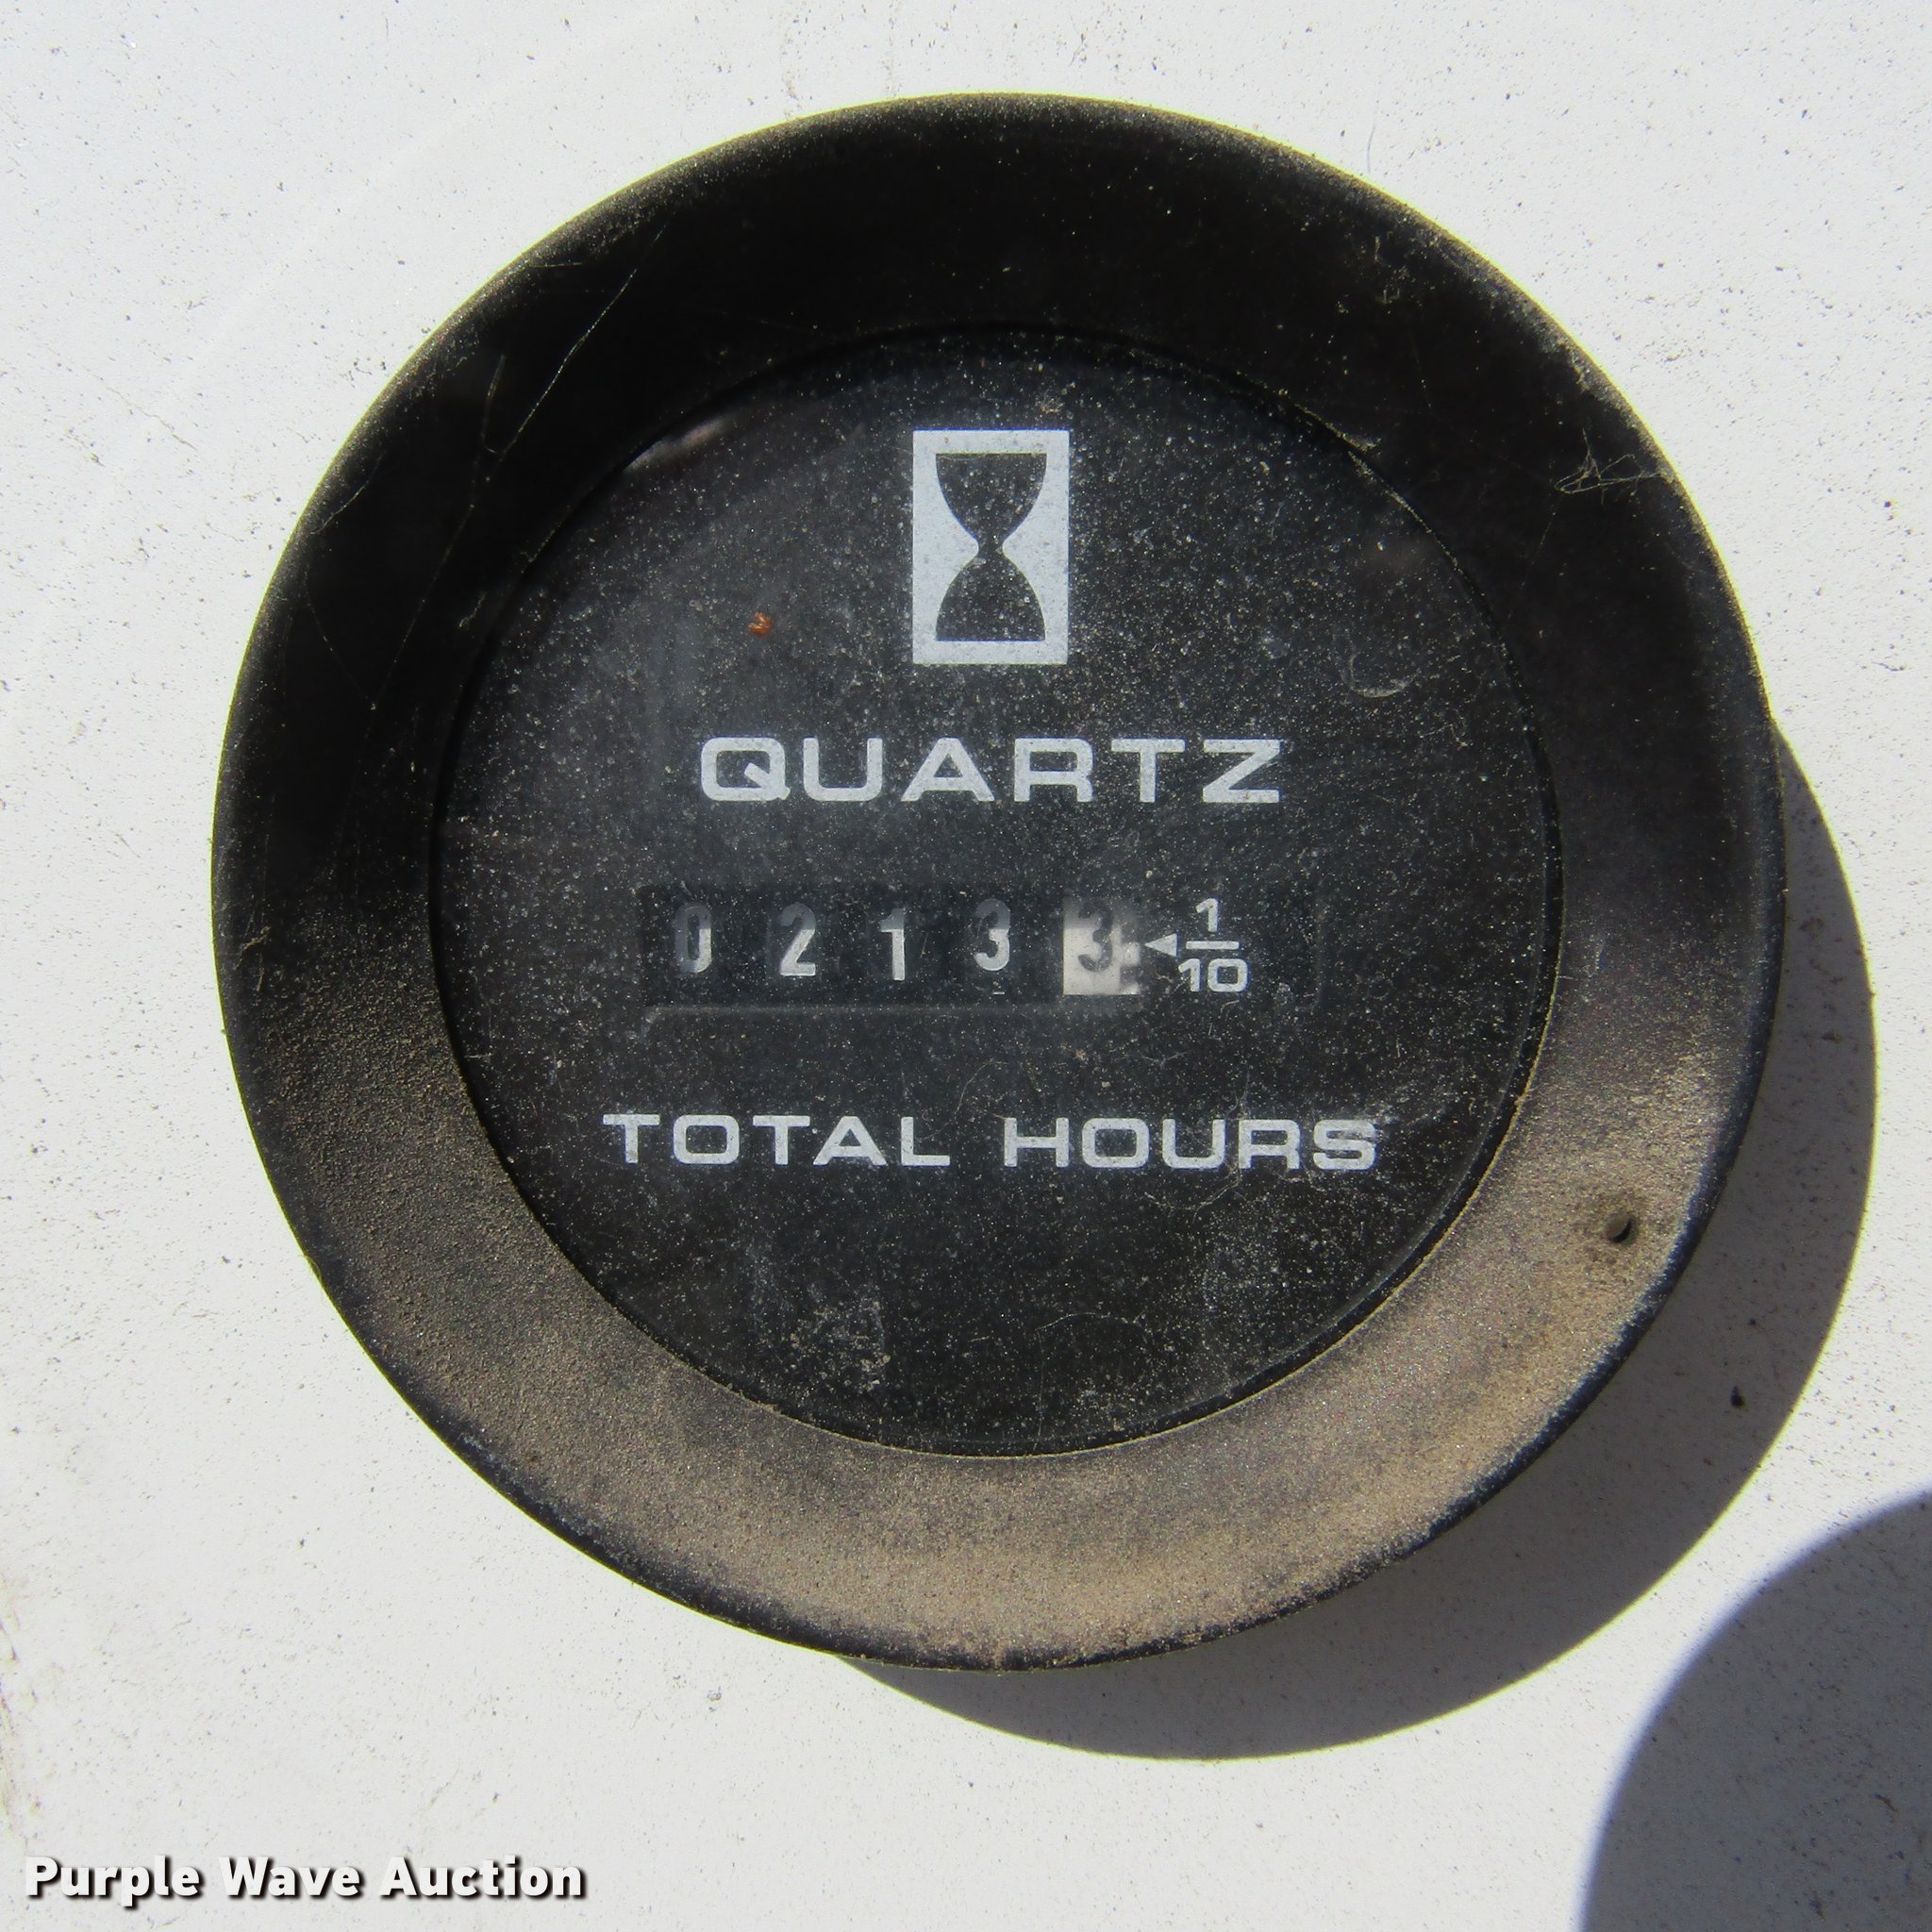 QUARTZ
0 2 1 3 3 1/10
TOTAL HOURS
Purple Wave Auction